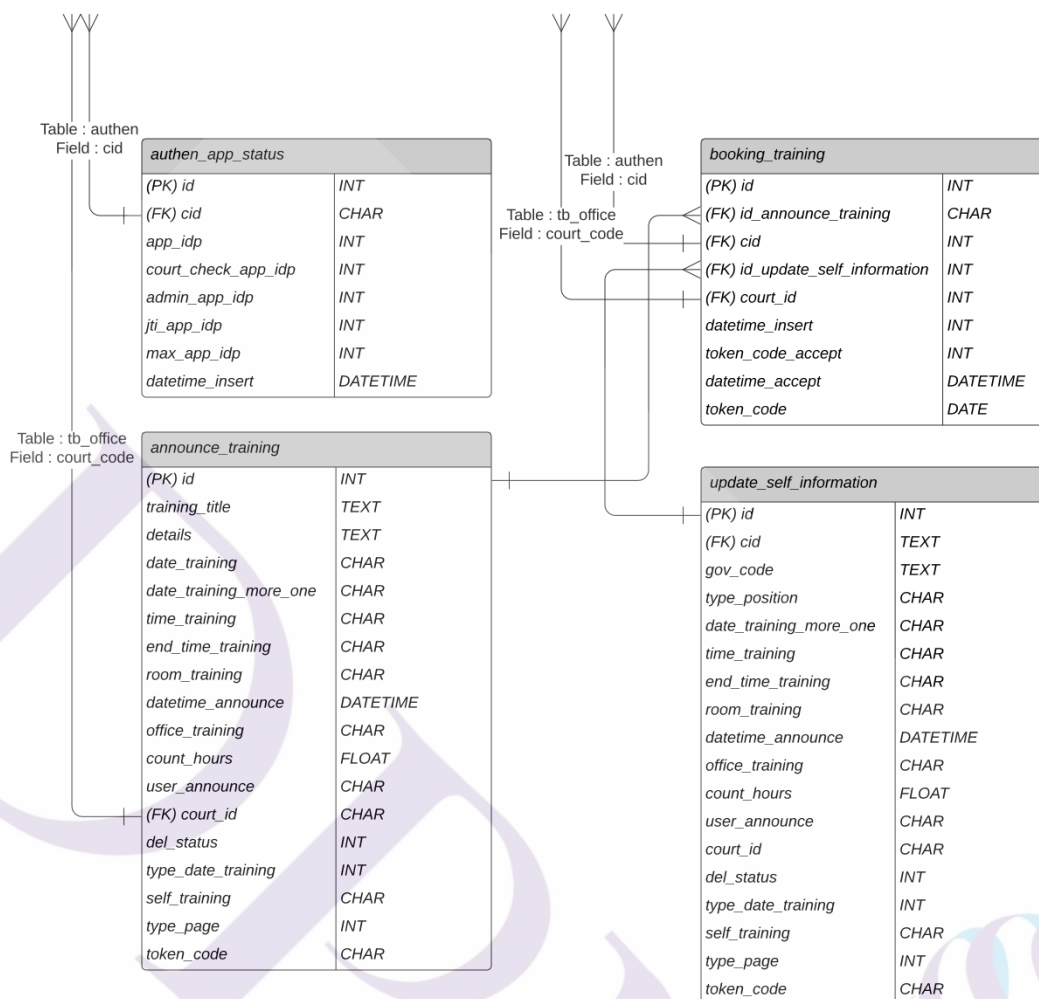 Table : authen
Field : cid
authen_app_status
(PK) id INT
(FK) cid CHAR
app_idp INT
court_check_app_idp INT
admin_app_idp INT
jti_app_idp INT
max_app_idp INT
datetime_insert DATETIME
Table : tb_office
Field : court_code
announce_training
(PK) id INT
training_title TEXT
details TEXT
date_training CHAR
date_training_more_one CHAR
time_training CHAR
end_time_training CHAR
room_training CHAR
datetime_announce DATETIME
office_training CHAR
count_hours FLOAT
user_announce CHAR
(FK) court_id CHAR
del_status INT
type_date_training INT
self_training CHAR
type_page INT
token_code CHAR
Table : authen
Field : cid
Table : tb_office
Field : court_code
booking_training
(PK) id INT
(FK) id_announce_training CHAR
(FK) cid INT
(FK) id_update_self_information INT
(FK) court_id INT
datetime_insert INT
token_code_accept INT
datetime_accept DATETIME
token_code DATE
update_self_information
(PK) id INT
(FK) cid TEXT
gov_code TEXT
type_position CHAR
date_training_more_one CHAR
time_training CHAR
end_time_training CHAR
room_training CHAR
datetime_announce DATETIME
office_training CHAR
count_hours FLOAT
user_announce CHAR
court_id CHAR
del_status INT
type_date_training INT
self_training CHAR
type_page INT
token_code CHAR